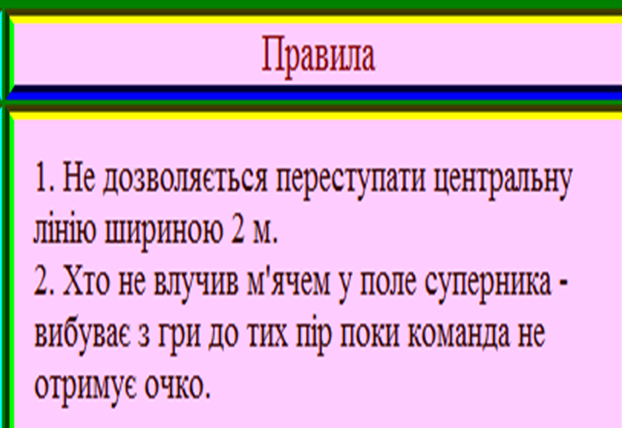 Правила
1. Не дозволяється переступати центральну
лінію шириною 2 м.
2. Хто не влучив м'ячем у поле суперника -
вибуває з гри до тих пір поки команда не
отримує очко.